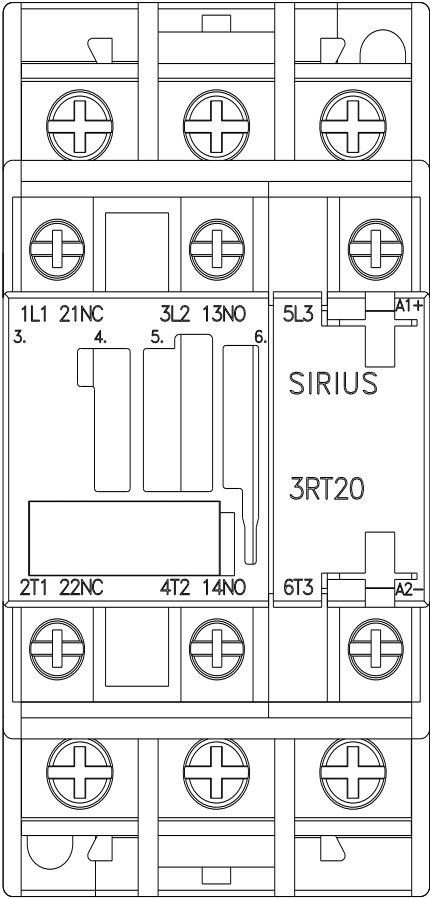 1L1 21NC 3L2 13NO 5L3 A1+
3. 4. 5. 6.
SIRIUS
3RT20
2T1 22NC 4T2 14NO 6T3 A2-